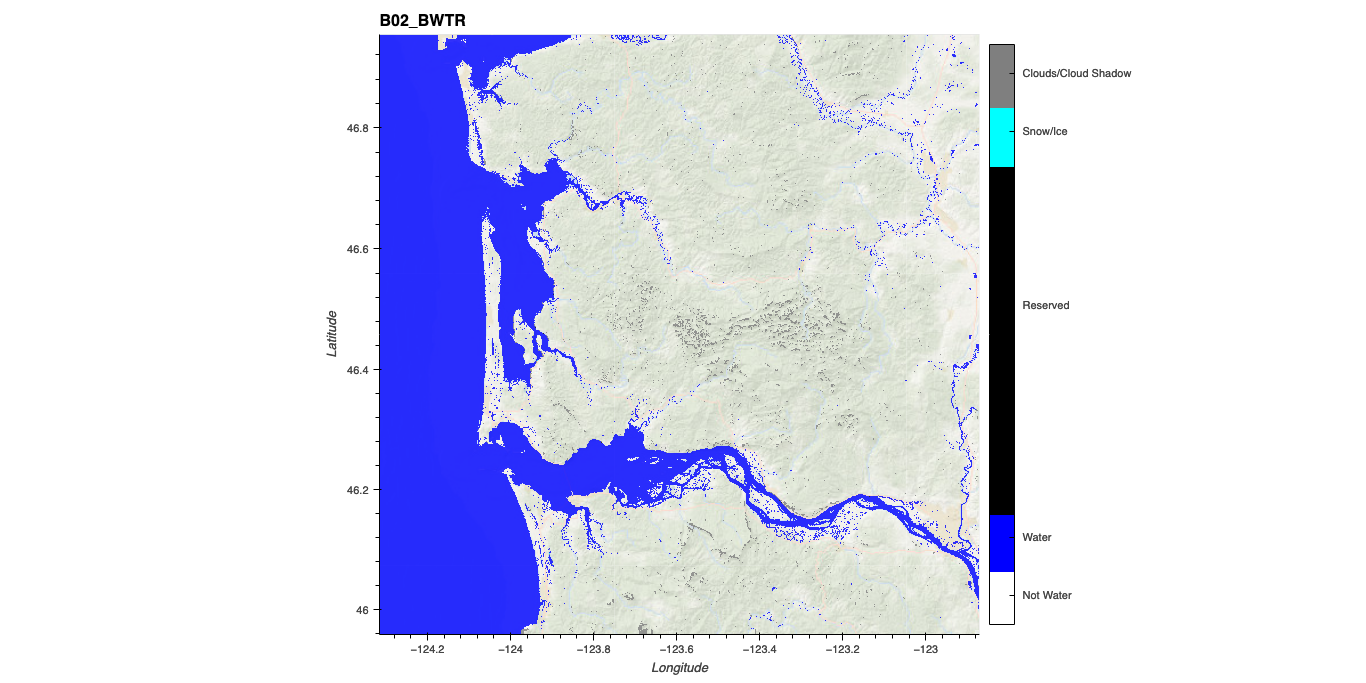 B02_BWTR
Clouds/Cloud Shadow
Snow/Ice
Reserved
Water
Not Water
Latitude
46.8
46.6
46.4
46.2
46
−124.2
−124
−123.8
−123.6
−123.4
−123.2
−123
Longitude